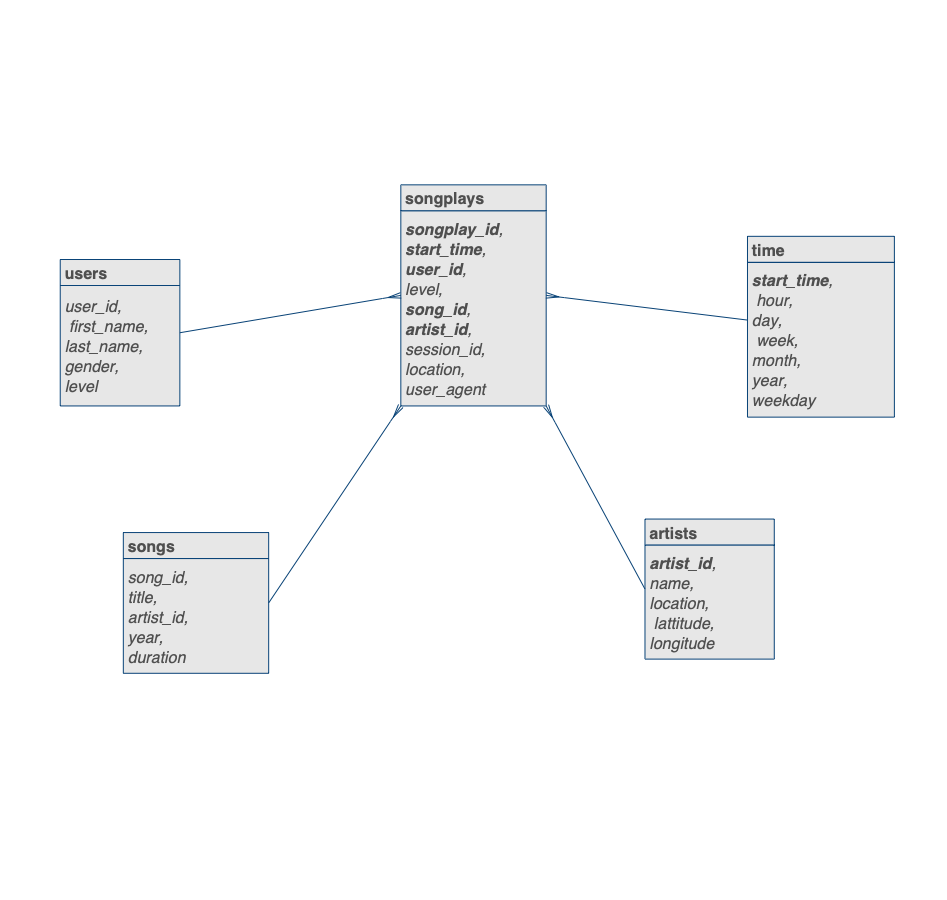 songplays
songplay_id,
start_time,
user_id,
level,
song_id,
artist_id,
session_id,
location,
user_agent
time
start_time,
hour,
day,
week,
month,
year,
weekday
users
user_id,
first_name,
last_name,
gender,
level
artists
artist_id,
name,
location,
lattitude,
longitude
songs
song_id,
title,
artist_id,
year,
duration